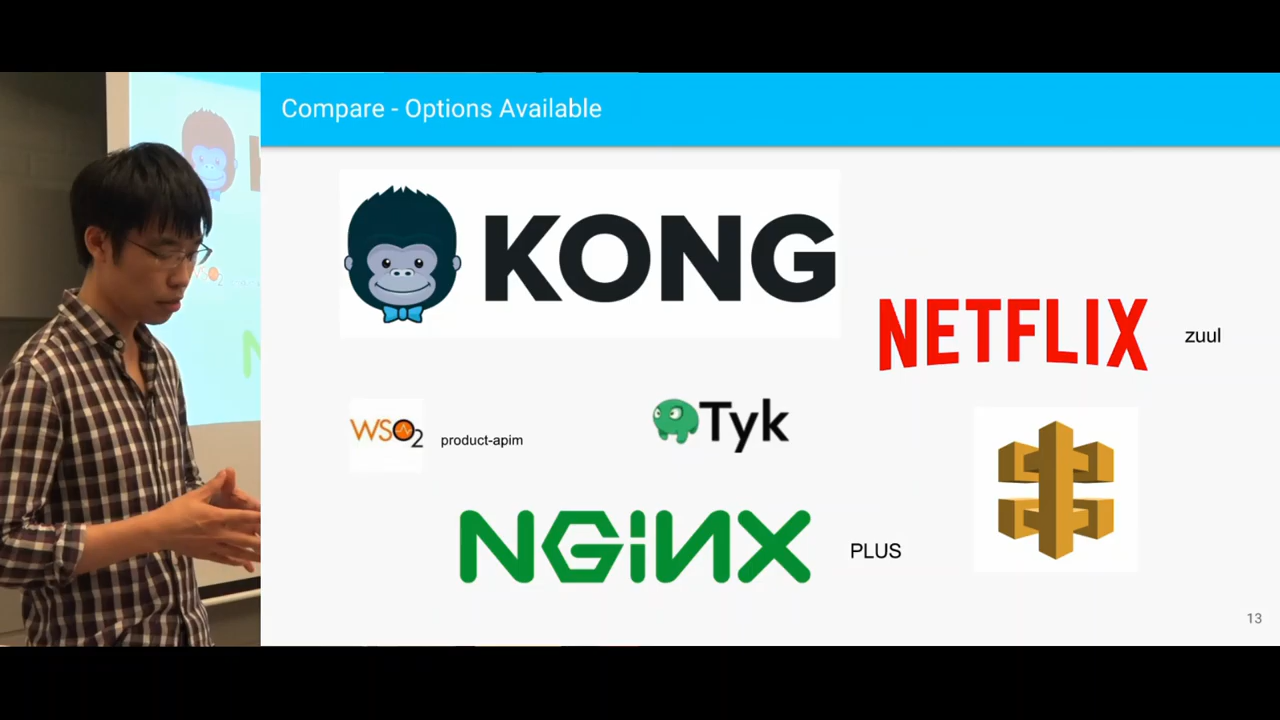 Compare - Options Available
KONG
NETFLIX zuul
WSO2 product-apim
Tyk
NGiNX PLUS
13